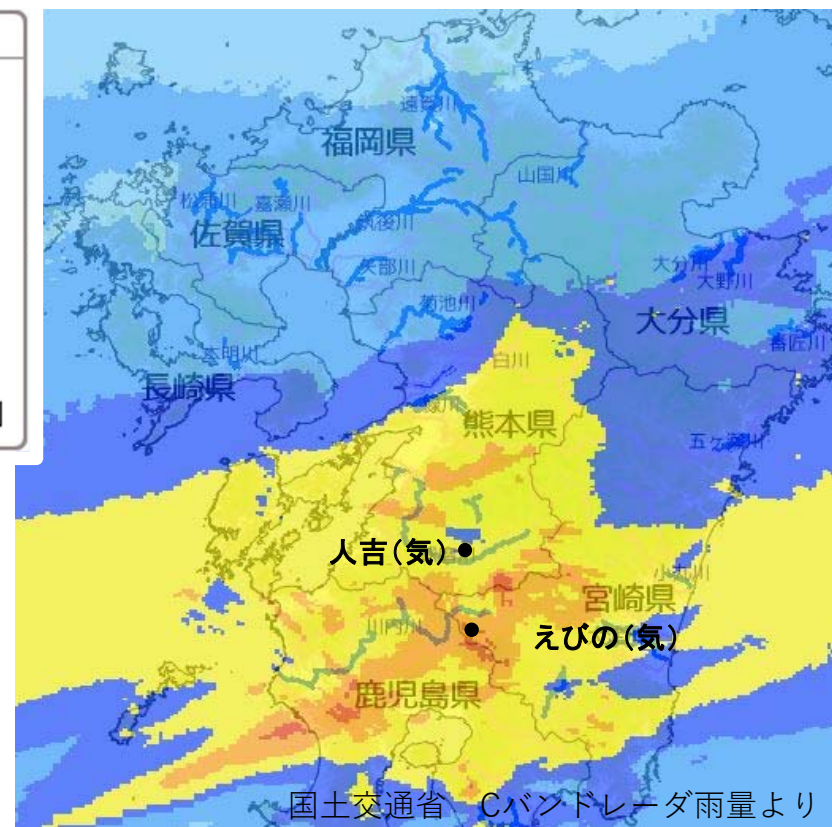 遠賀川
福岡県
山国川
松浦川
嘉瀬川
筑後川
佐賀県
矢部川
大分川
大野川
菊池川
大分県
本明川
番匠川
長崎県
白川
緑川
熊本県
五ヶ瀬川
人吉(気)
小丸川
宮崎県
川内川
えびの(気)
鹿児島県
国土交通省 Cバンドレーダ雨量より